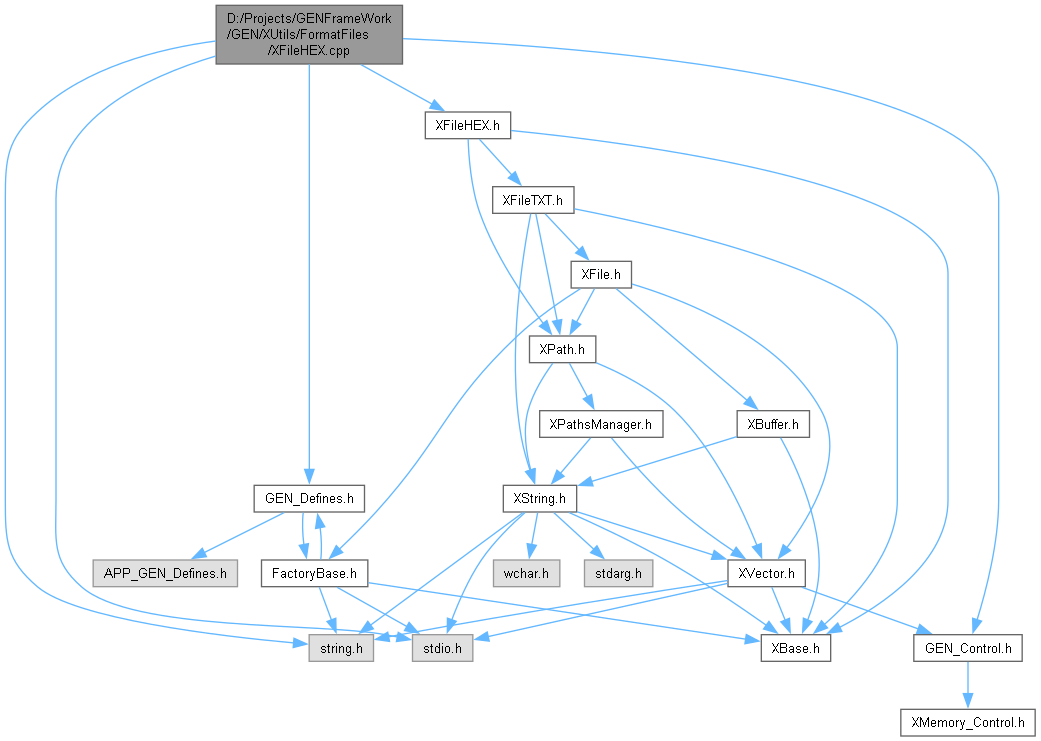 D:/Projects/GENFrameWork
/GEN/XUtils/FormatFiles
/XFileHEX.cpp
XFileHEX.h
XFileTXT.h
XFile.h
XPath.h
XPathsManager.h
XBuffer.h
GEN_Defines.h
XString.h
APP_GEN_Defines.h
FactoryBase.h
wchar.h
stdarg.h
XVector.h
string.h
stdio.h
XBase.h
GEN_Control.h
XMemory_Control.h